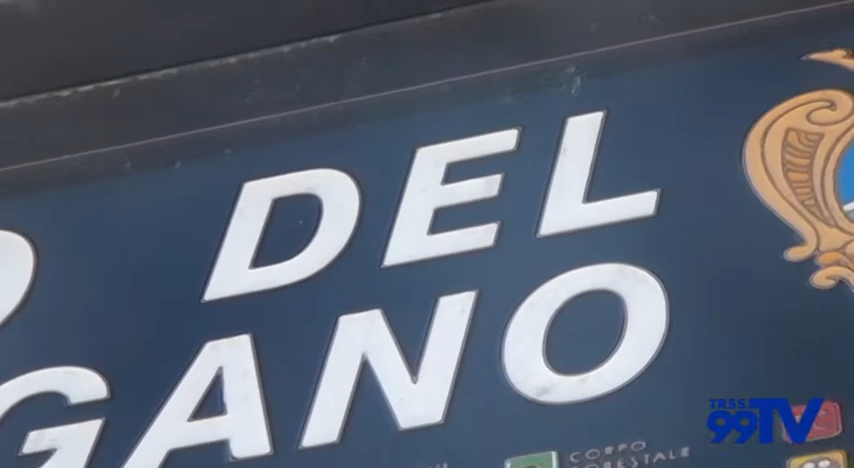 DEL
GANO
CORPO
FORESTALE
TRSS
99TV